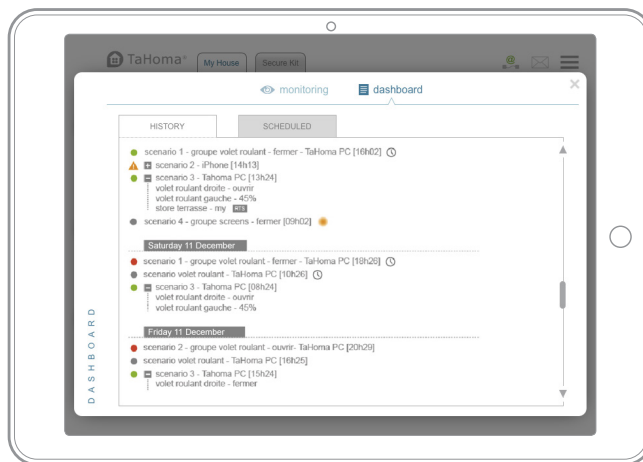 TaHoma®
My House
Secure Kit
monitoring
dashboard
HISTORY
SCHEDULED
scenario 1 - groupe volet roulant - fermer - TaHoma PC [16h02]
scenario 2 - iPhone [14h13]
scenario 3 - Tahoma PC [13h24]
volet roulant droite - ouvrir
volet roulant gauche - 45%
store terrasse - my RTS
scenario 4 - groupe screens - fermer [09h02]
Saturday 11 December
scenario 1 - groupe volet roulant - fermer - TaHoma PC [18h26]
scenario volet roulant - TaHoma PC [10h26]
scenario 3 - Tahoma PC [08h24]
volet roulant droite - ouvrir
volet roulant gauche - 45%
Friday 11 December
scenario 2 - groupe volet roulant - ouvrir- TaHoma PC [20h29]
scenario volet roulant - TaHoma PC [16h25]
scenario 3 - Tahoma PC [15h24]
volet roulant droite - fermer
DASHBOARD